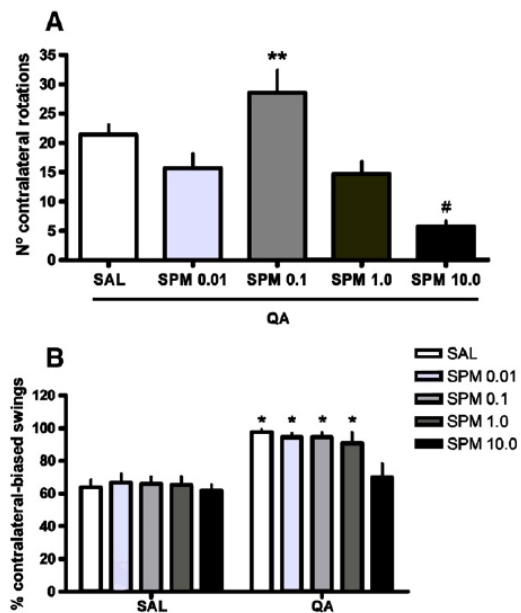 A
Nº contralateral rotations
35
30
25
20
15
10
5
0
**
#
SAL SPM 0.01 SPM 0.1 SPM 1.0 SPM 10.0
QA
B
% contralateral-biased swings
120
100
80
60
40
20
0
* * * *
SAL QA
SAL
SPM 0.01
SPM 0.1
SPM 1.0
SPM 10.0